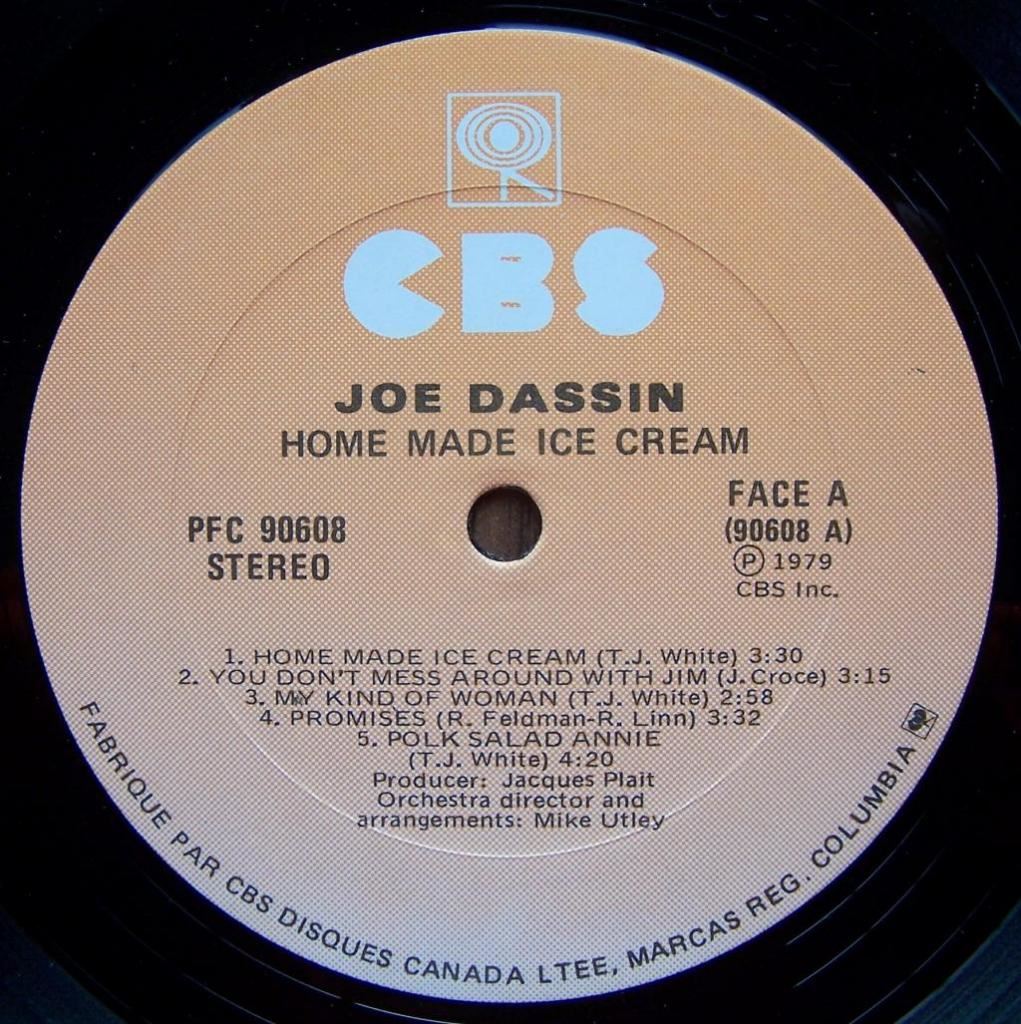 CBS
JOE DASSIN
HOME MADE ICE CREAM
PFC 90608
STEREO
FACE A
(90608 A)
Ⓟ 1979
CBS Inc.
1. HOME MADE ICE CREAM (T.J. White) 3:30
2. YOU DON'T MESS AROUND WITH JIM (J. Croce) 3:15
3. MY KIND OF WOMAN (T.J. White) 2:58
4. PROMISES (R. Feldman-R. Linn) 3:32
5. POLK SALAD ANNIE
(T.J. White) 4:20
Producer: Jacques Plait
Orchestra director and
arrangements: Mike Utley
FABRIQUE PAR CBS DISQUES CANADA LTEE, MARCAS REG. COLUMBIA